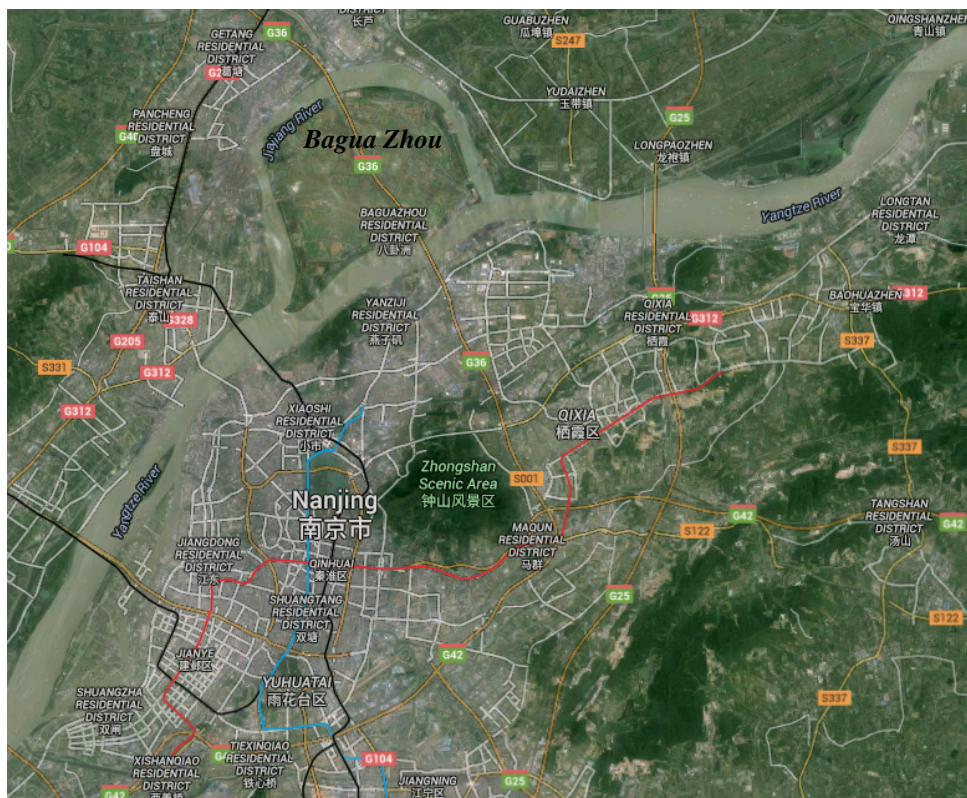 DISTRICT
长芦
GUABUZHEN
瓜埠镇
QINGSHANZHEN
青山镇
GETANG
RESIDENTIAL
DISTRICT
葛塘
G36
S247
YUDAIZHEN
玉带镇
PANCHENG
RESIDENTIAL
DISTRICT
盘城
Jiajiang River
Bagua Zhou
G36
G25
LONGPAOZHEN
龙袍镇
BAGUAZHOU
RESIDENTIAL
DISTRICT
八卦洲
Yangtze River
LONGTAN
RESIDENTIAL
DISTRICT
龙潭
G104
TAISHAN
RESIDENTIAL
DISTRICT
泰山
G328
G205
YANZIJI
RESIDENTIAL
DISTRICT
燕子矶
QIXIA
RESIDENTIAL
DISTRICT
栖霞
G312
BAOHUAZHEN
宝华镇
G312
S337
S331
G312
G36
G312
XIAOSHI
RESIDENTIAL
DISTRICT
小市
QIXIA
栖霞区
S337
Zhongshan
Scenic Area
钟山风景区
S001
Nanjing
南京市
Yangtze River
MAQUN
RESIDENTIAL
DISTRICT
马群
S122
G42
TANGSHAN
RESIDENTIAL
DISTRICT
汤山
G42
JIANGDONG
RESIDENTIAL
DISTRICT
江东
QINHUAI
秦淮区
SHUANGTANG
RESIDENTIAL
DISTRICT
双塘
G25
S122
JIANYE
建邺区
G42
YUHUATAI
雨花台区
SHUANGZHA
RESIDENTIAL
DISTRICT
双闸
S337
XISHANQIAO
RESIDENTIAL
DISTRICT
TIEXINQIAO
RESIDENTIAL
DISTRICT
铁心桥
G104
JIANGNING
江宁区
G25
G42